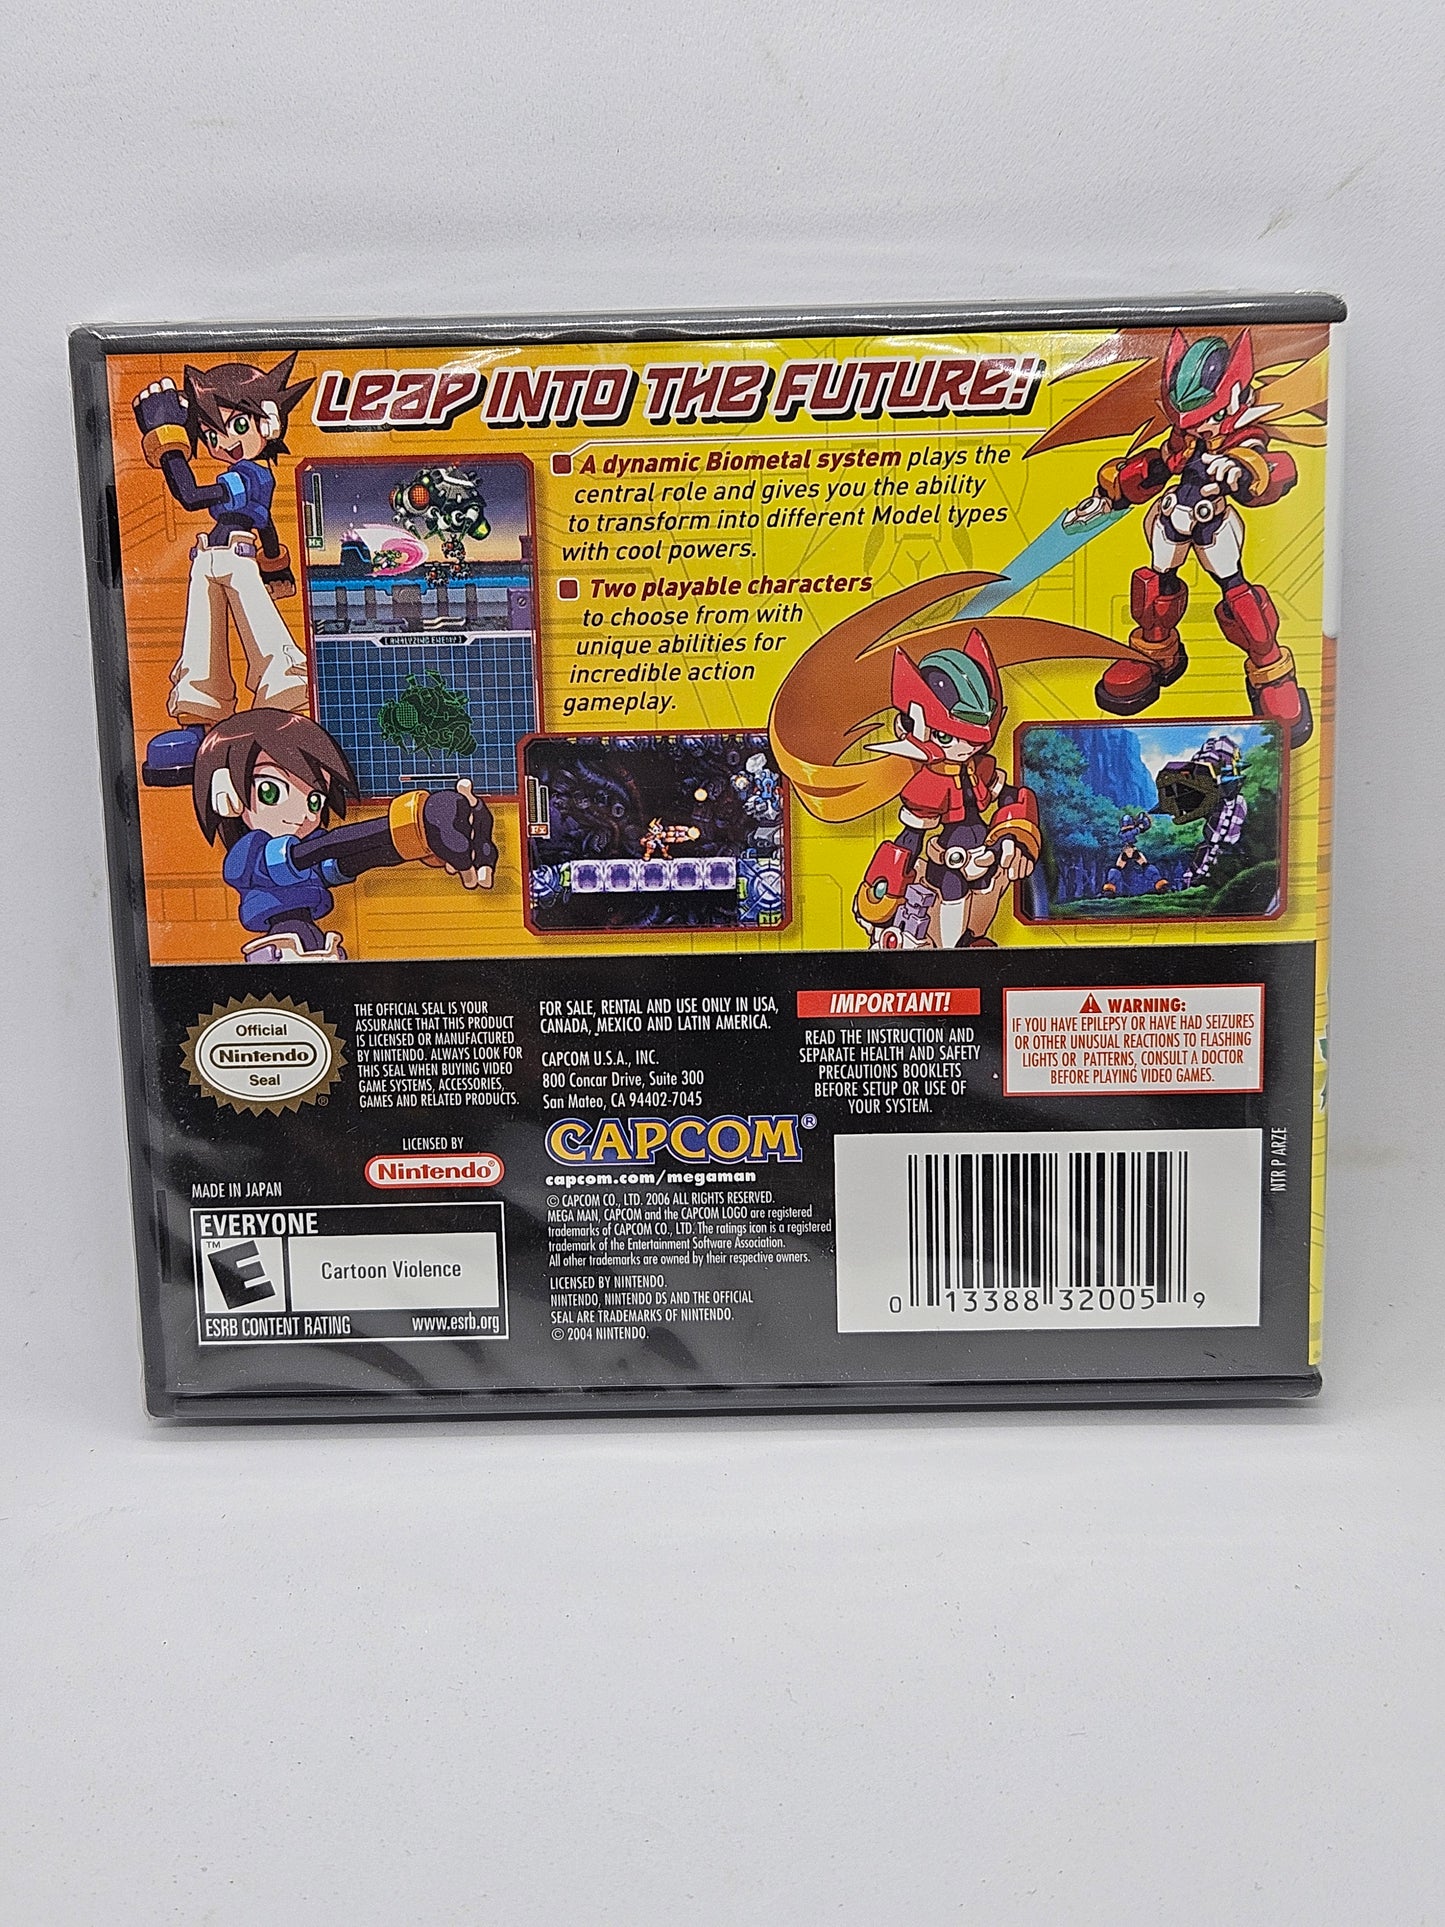 LEAP INTO THE FUTURE!
A dynamic Biometal system plays the
central role and gives you the ability
to transform into different Model types
with cool powers.
Two playable characters
to choose from with
unique abilities for
incredible action
gameplay.
Hx
Fx
Official
Nintendo
Seal
®
THE OFFICIAL SEAL IS YOUR
ASSURANCE THAT THIS PRODUCT
IS LICENSED OR MANUFACTURED
BY NINTENDO. ALWAYS LOOK FOR
THIS SEAL WHEN BUYING VIDEO
GAME SYSTEMS, ACCESSORIES,
GAMES AND RELATED PRODUCTS.
LICENSED BY
Nintendo®
MADE IN JAPAN
EVERYONE
E
TM
Cartoon Violence
ESRB CONTENT RATING www.esrb.org
FOR SALE, RENTAL AND USE ONLY IN USA,
CANADA, MEXICO AND LATIN AMERICA.
CAPCOM U.S.A., INC.
800 Concar Drive, Suite 300
San Mateo, CA 94402-7045
CAPCOM®
capcom.com/megaman
© CAPCOM CO., LTD. 2006 ALL RIGHTS RESERVED.
MEGA MAN, CAPCOM and the CAPCOM LOGO are registered
trademarks of CAPCOM CO., LTD. The ratings icon is a registered
trademark of the Entertainment Software Association.
All other trademarks are owned by their respective owners.
LICENSED BY NINTENDO.
NINTENDO, NINTENDO DS AND THE OFFICIAL
SEAL ARE TRADEMARKS OF NINTENDO.
© 2004 NINTENDO.
IMPORTANT!
READ THE INSTRUCTION AND
SEPARATE HEALTH AND SAFETY
PRECAUTIONS BOOKLETS
BEFORE SETUP OR USE OF
YOUR SYSTEM.
WARNING:
IF YOU HAVE EPILEPSY OR HAVE HAD SEIZURES
OR OTHER UNUSUAL REACTIONS TO FLASHING
LIGHTS OR PATTERNS, CONSULT A DOCTOR
BEFORE PLAYING VIDEO GAMES.
0 13388 32005 9
NTR P ARZE